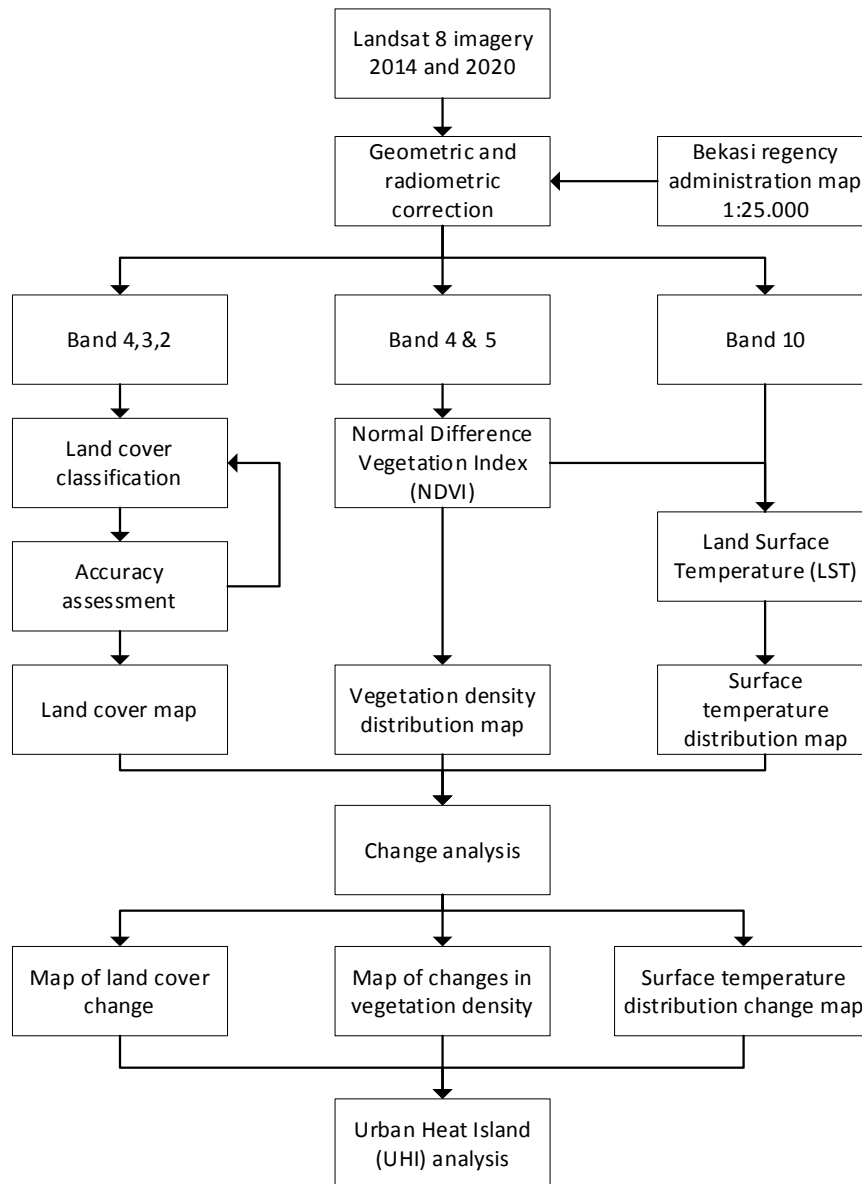 Landsat 8 imagery
2014 and 2020
Geometric and
radiometric
correction
Bekasi regency
administration map
1:25.000
Band 4,3,2
Band 4 & 5
Band 10
Land cover
classification
Normal Difference
Vegetation Index
(NDVI)
Accuracy
assessment
Land Surface
Temperature (LST)
Land cover map
Vegetation density
distribution map
Surface
temperature
distribution map
Change analysis
Map of land cover
change
Map of changes in
vegetation density
Surface temperature
distribution change map
Urban Heat Island
(UHI) analysis